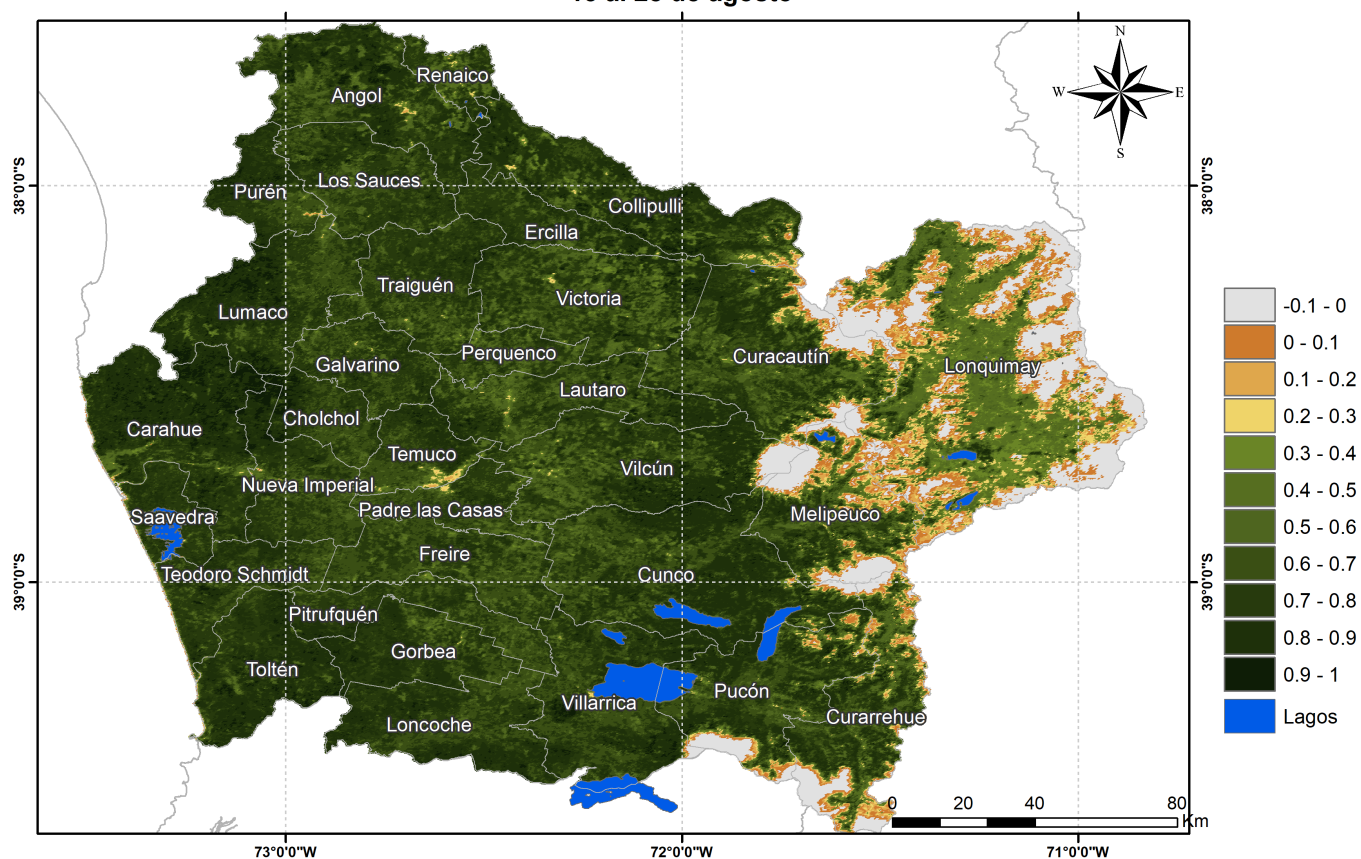 N
W
E
S
Renaico
Angol
Los Sauces
Purén
Collipulli
Ercilla
Traiguén
Victoria
Lumaco
Galvarino
Perquenco
Curacautín
Lonquimay
Lautaro
Cholchol
Carahue
Temuco
Vilcún
Nueva Imperial
Padre las Casas
Saavedra
Melipeuco
Freire
Teodoro Schmidt
Cunco
Pitrufquén
Gorbea
Toltén
Villarrica
Pucón
Curarrehue
Loncoche
38°0'0"S
38°0'0"S
39°0'0"S
39°0'0"S
73°0'0"W
72°0'0"W
71°0'0"W
0 20 40 80
Km
-0.1 - 0
0 - 0.1
0.1 - 0.2
0.2 - 0.3
0.3 - 0.4
0.4 - 0.5
0.5 - 0.6
0.6 - 0.7
0.7 - 0.8
0.8 - 0.9
0.9 - 1
Lagos